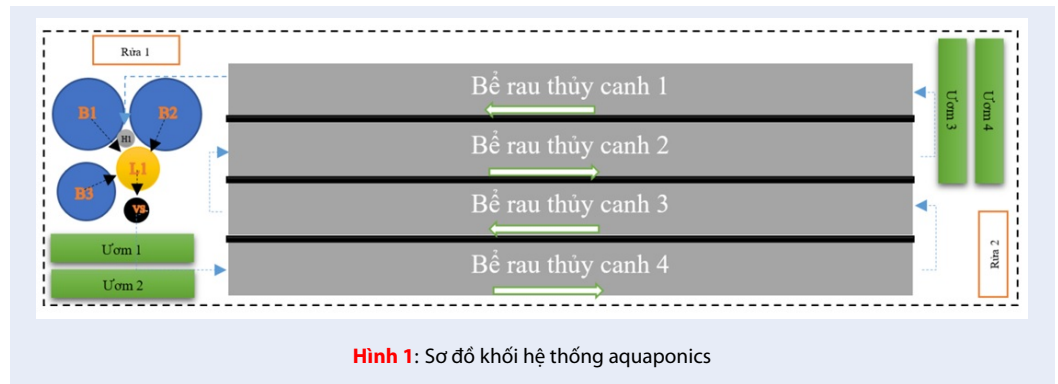 Rửa 1
B1
B2
H1
L1
B3
VS
Ươm 1
Ươm 2
Bể rau thủy canh 1
Bể rau thủy canh 2
Bể rau thủy canh 3
Bể rau thủy canh 4
Ươm 3
Ươm 4
Rửa 2
Hình 1: Sơ đồ khối hệ thống aquaponics